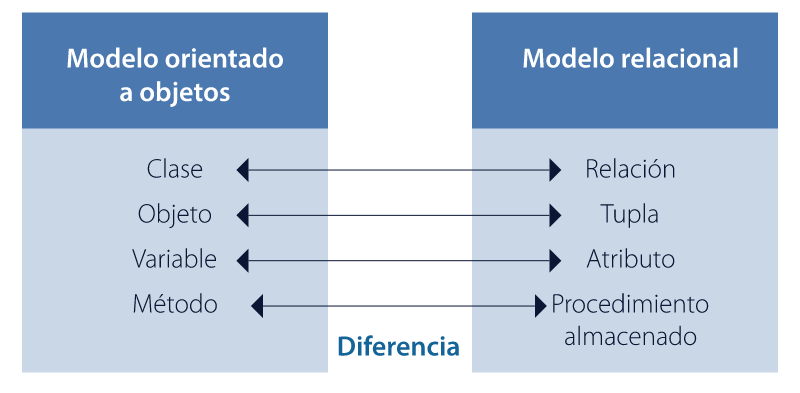 Modelo orientado
a objetos
Modelo relacional
Clase
Relación
Objeto
Tupla
Variable
Atributo
Método
Procedimiento
almacenado
Diferencia